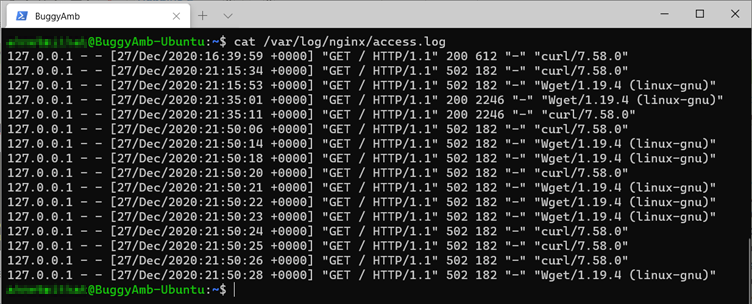 BuggyAmb
@BuggyAmb-Ubuntu:~$ cat /var/log/nginx/access.log
127.0.0.1 - - [27/Dec/2020:16:39:59 +0000] "GET / HTTP/1.1" 200 612 "-" "curl/7.58.0"
127.0.0.1 - - [27/Dec/2020:21:15:34 +0000] "GET / HTTP/1.1" 502 182 "-" "curl/7.58.0"
127.0.0.1 - - [27/Dec/2020:21:15:53 +0000] "GET / HTTP/1.1" 502 182 "-" "Wget/1.19.4 (linux-gnu)"
127.0.0.1 - - [27/Dec/2020:21:35:01 +0000] "GET / HTTP/1.1" 200 2246 "-" "Wget/1.19.4 (linux-gnu)"
127.0.0.1 - - [27/Dec/2020:21:35:11 +0000] "GET / HTTP/1.1" 200 2246 "-" "curl/7.58.0"
127.0.0.1 - - [27/Dec/2020:21:50:06 +0000] "GET / HTTP/1.1" 502 182 "-" "curl/7.58.0"
127.0.0.1 - - [27/Dec/2020:21:50:14 +0000] "GET / HTTP/1.1" 502 182 "-" "Wget/1.19.4 (linux-gnu)"
127.0.0.1 - - [27/Dec/2020:21:50:18 +0000] "GET / HTTP/1.1" 502 182 "-" "Wget/1.19.4 (linux-gnu)"
127.0.0.1 - - [27/Dec/2020:21:50:20 +0000] "GET / HTTP/1.1" 502 182 "-" "curl/7.58.0"
127.0.0.1 - - [27/Dec/2020:21:50:21 +0000] "GET / HTTP/1.1" 502 182 "-" "Wget/1.19.4 (linux-gnu)"
127.0.0.1 - - [27/Dec/2020:21:50:22 +0000] "GET / HTTP/1.1" 502 182 "-" "Wget/1.19.4 (linux-gnu)"
127.0.0.1 - - [27/Dec/2020:21:50:23 +0000] "GET / HTTP/1.1" 502 182 "-" "Wget/1.19.4 (linux-gnu)"
127.0.0.1 - - [27/Dec/2020:21:50:24 +0000] "GET / HTTP/1.1" 502 182 "-" "curl/7.58.0"
127.0.0.1 - - [27/Dec/2020:21:50:25 +0000] "GET / HTTP/1.1" 502 182 "-" "curl/7.58.0"
127.0.0.1 - - [27/Dec/2020:21:50:26 +0000] "GET / HTTP/1.1" 502 182 "-" "curl/7.58.0"
127.0.0.1 - - [27/Dec/2020:21:50:28 +0000] "GET / HTTP/1.1" 502 182 "-" "Wget/1.19.4 (linux-gnu)"
@BuggyAmb-Ubuntu:~$